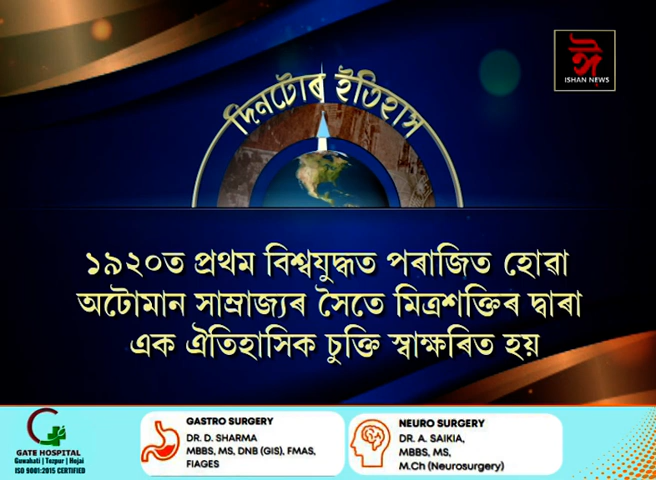 ঈ
ISHAN NEWS
দিনটোৰ ইতিহাস
১৯২০ত প্ৰথম বিশ্বযুদ্ধত পৰাজিত হোৱা
অটোমান সাম্ৰাজ্যৰ সৈতে মিত্ৰশক্তিৰ দ্বাৰা
এক ঐতিহাসিক চুক্তি স্বাক্ষৰিত হয়
GATE HOSPITAL
Guwahati | Tezpur | Hojai
ISO 9001:2015 CERTIFIED
GASTRO SURGERY
DR. D. SHARMA
MBBS, MS, DNB (GIS), FMAS,
FIAGES
NEURO SURGERY
DR. A. SAIKIA,
MBBS, MS,
M.Ch (Neurosurgery)